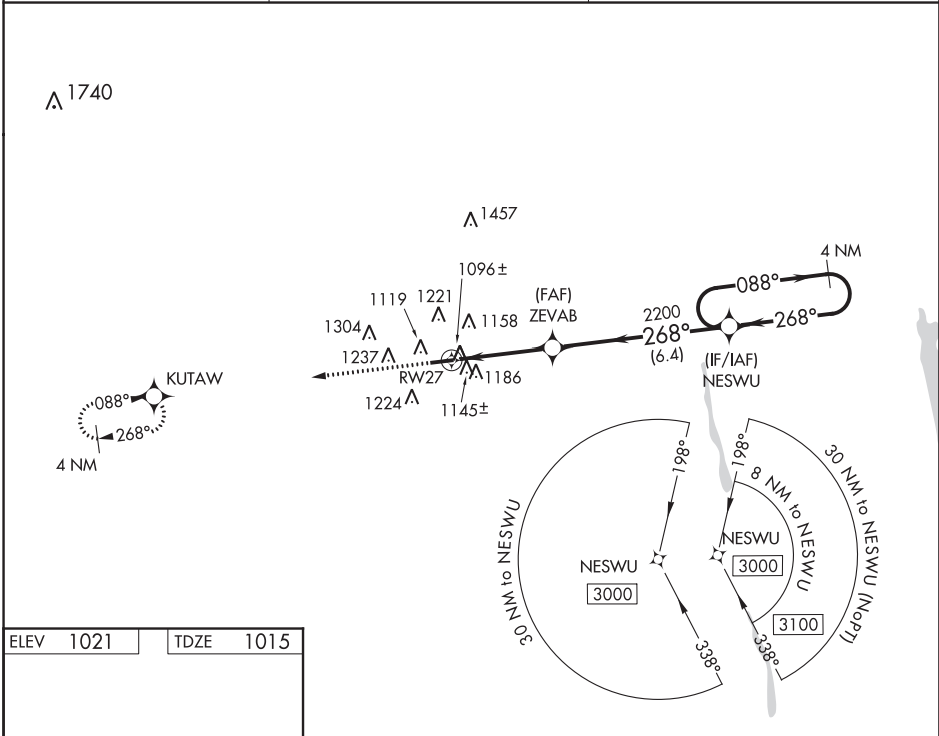 1740
1457
4 NM
1096±
088°
(FAF)
ZEVAB
1119
1221
2200
268°
268°
1158
1304
(6.4)
(IF/IAF)
NESWU
1237
RW27
1186
KUTAW
088°
1224
1145±
268°
4 NM
198°
198°
30 NM to NESWU (NoPT)
8 NM to NESWU
30 NM to NESWU
NESWU
3000
NESWU
3000
3100
338°
338°
ELEV 1021
TDZE 1015